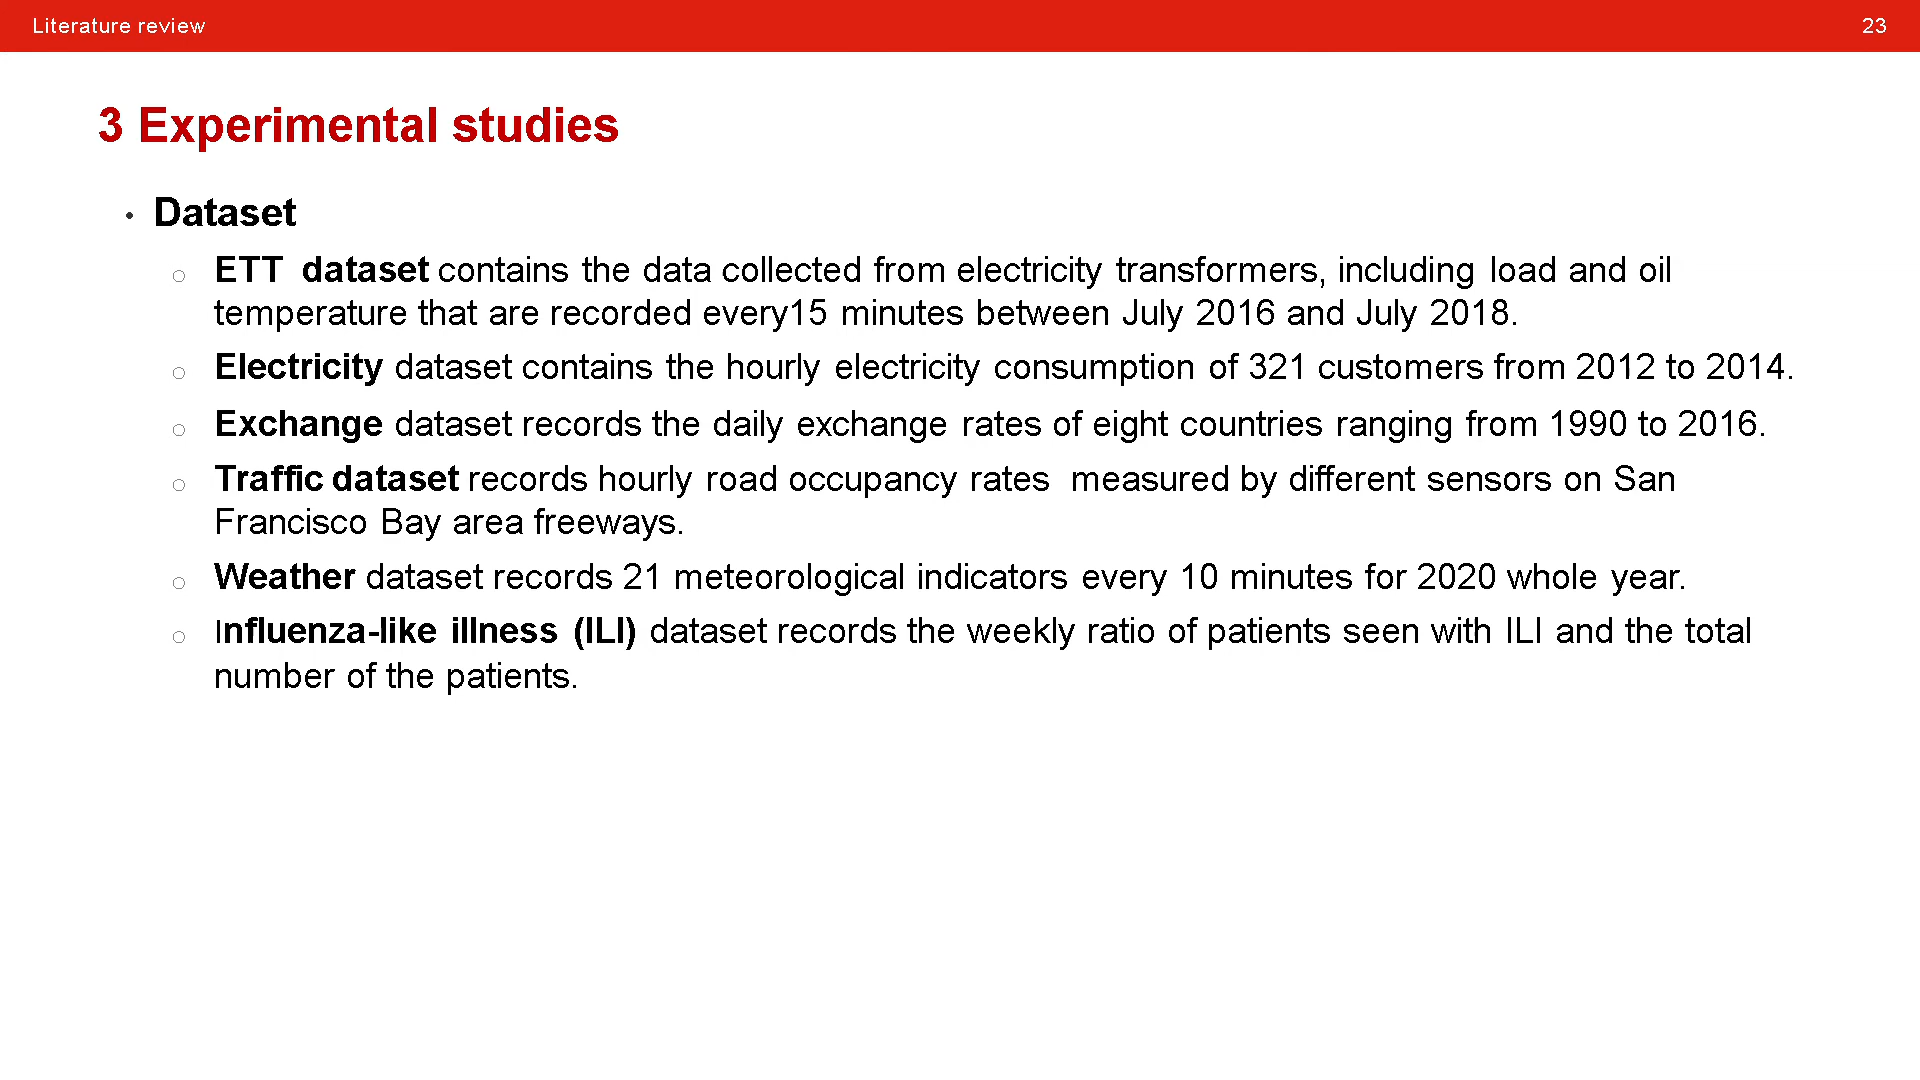 Literature review 23
3 Experimental studies
• Dataset
○ ETT dataset contains the data collected from electricity transformers, including load and oil
temperature that are recorded every15 minutes between July 2016 and July 2018.
○ Electricity dataset contains the hourly electricity consumption of 321 customers from 2012 to 2014.
○ Exchange dataset records the daily exchange rates of eight countries ranging from 1990 to 2016.
○ Traffic dataset records hourly road occupancy rates measured by different sensors on San
Francisco Bay area freeways.
○ Weather dataset records 21 meteorological indicators every 10 minutes for 2020 whole year.
○ Influenza-like illness (ILI) dataset records the weekly ratio of patients seen with ILI and the total
number of the patients.